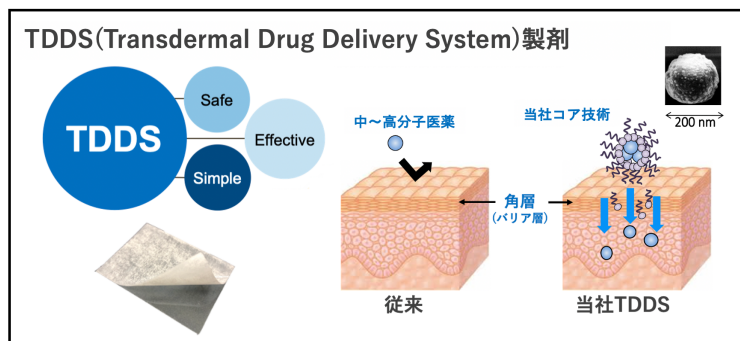 TDDS(Transdermal Drug Delivery System)製剤
TDDS
Safe
Effective
Simple
中〜高分子医薬
当社コア技術
200 nm
角層
(バリア層)
従来
当社TDDS